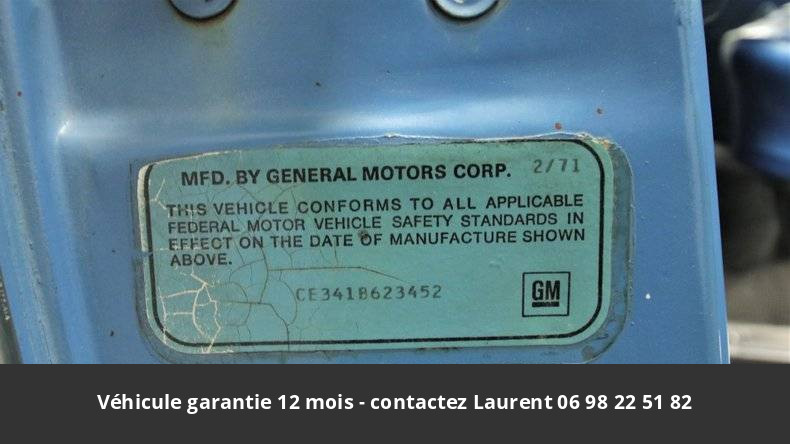 MFD. BY GENERAL MOTORS CORP. 2/71
THIS VEHICLE CONFORMS TO ALL APPLICABLE
FEDERAL MOTOR VEHICLE SAFETY STANDARDS IN
EFFECT ON THE DATE OF MANUFACTURE SHOWN
ABOVE.
CE341B623452
GM
Véhicule garantie 12 mois - contactez Laurent 06 98 22 51 82